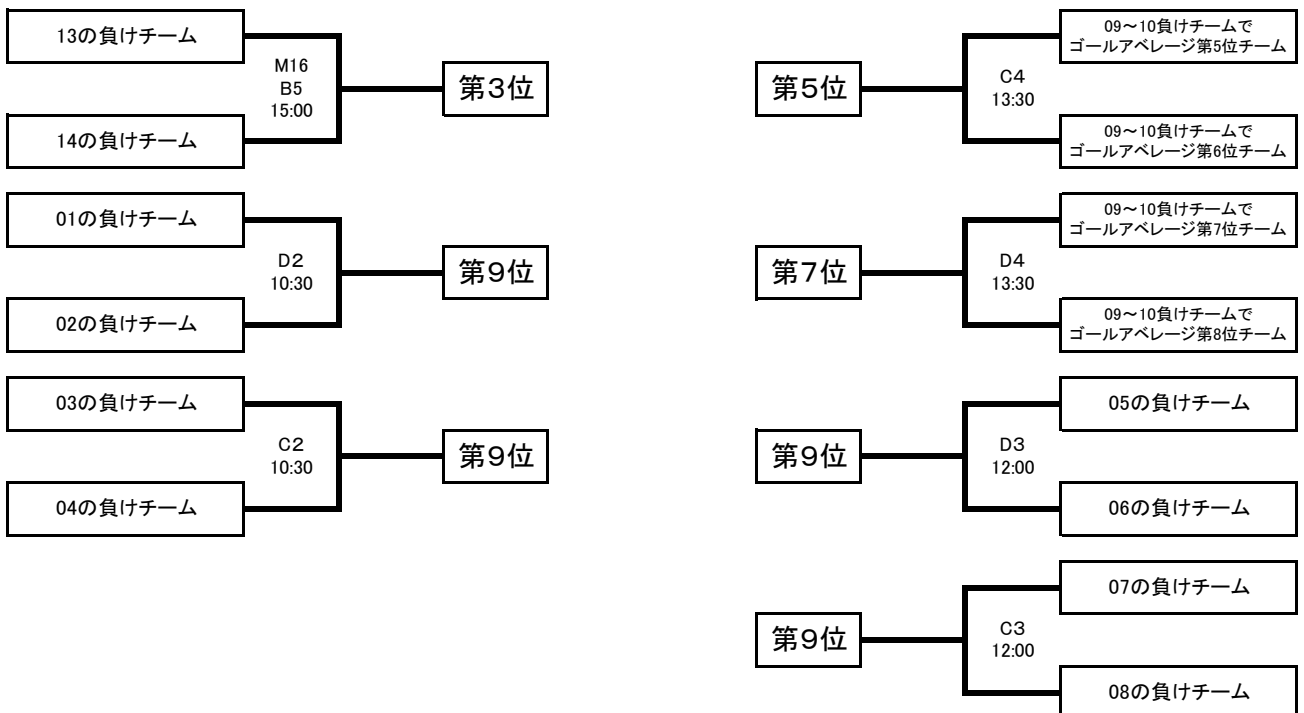 13の負けチーム
M16
B5
15:00
第3位
14の負けチーム
01の負けチーム
D2
10:30
第9位
02の負けチーム
03の負けチーム
C2
10:30
第9位
04の負けチーム
09～10負けチームで
ゴールアベレージ第5位チーム
第5位
C4
13:30
09～10負けチームで
ゴールアベレージ第6位チーム
09～10負けチームで
ゴールアベレージ第7位チーム
第7位
D4
13:30
09～10負けチームで
ゴールアベレージ第8位チーム
05の負けチーム
第9位
D3
12:00
06の負けチーム
07の負けチーム
第9位
C3
12:00
08の負けチーム